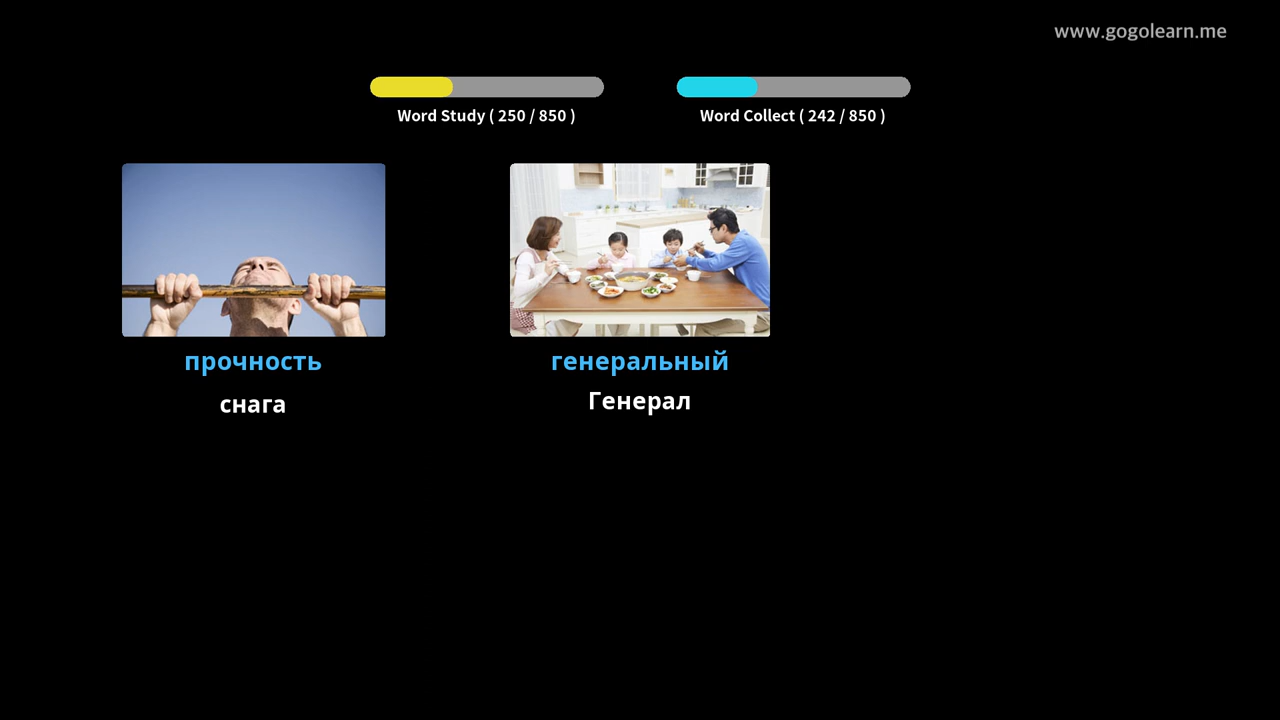 www.gogolearn.me
Word Study ( 250 / 850 )
Word Collect ( 242 / 850 )
прочность
снага
генеральный
Генерал